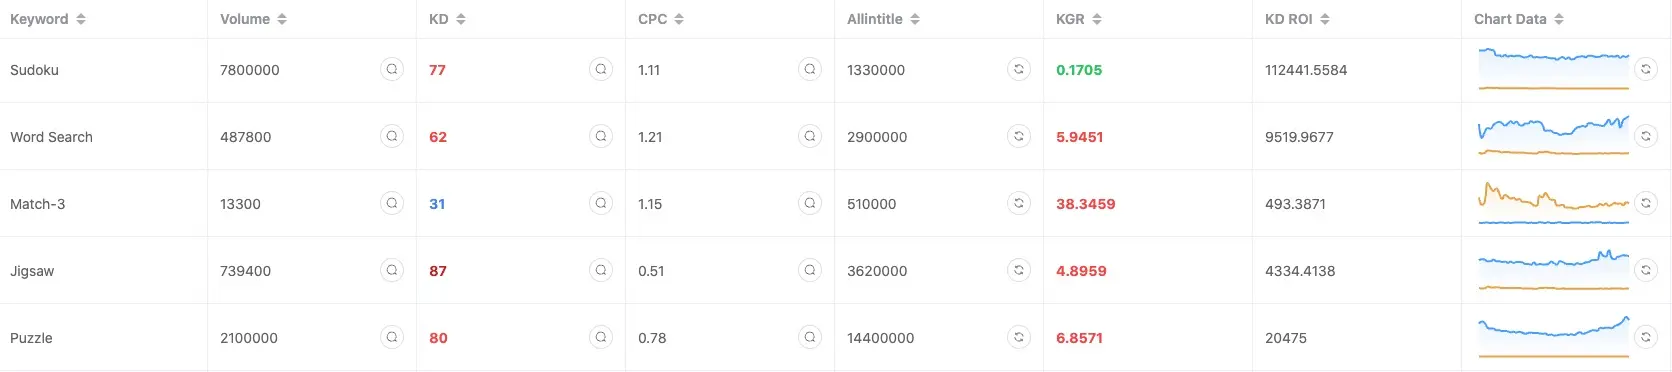 Keyword Volume KD CPC Allintitle KGR KD ROI Chart Data
Sudoku 7800000 77 1.11 1330000 0.1705 112441.5584
Word Search 487800 62 1.21 2900000 5.9451 9519.9677
Match-3 13300 31 1.15 510000 38.3459 493.3871
Jigsaw 739400 87 0.51 3620000 4.8959 4334.4138
Puzzle 2100000 80 0.78 14400000 6.8571 20475